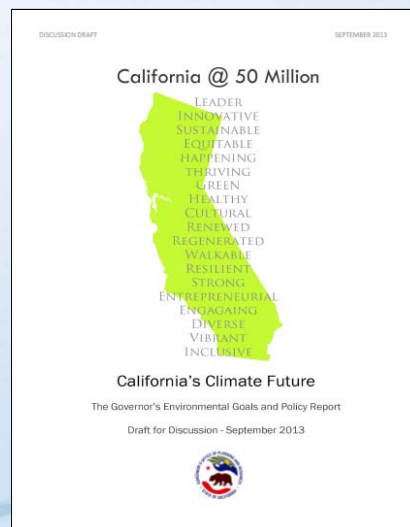 DISCUSSION DRAFT SEPTEMBER 2013
California @ 50 Million
LEADER
INNOVATIVE
SUSTAINABLE
EQUITABLE
HAPPENING
THRIVING
GREEN
HEALTHY
CULTURAL
RENEWED
REGENERATED
WALKABLE
RESILIENT
STRONG
ENTREPRENEURIAL
ENGAGAING
DIVERSE
VIBRANT
INCLUSIVE
California's Climate Future
The Governor's Environmental Goals and Policy Report
Draft for Discussion - September 2013